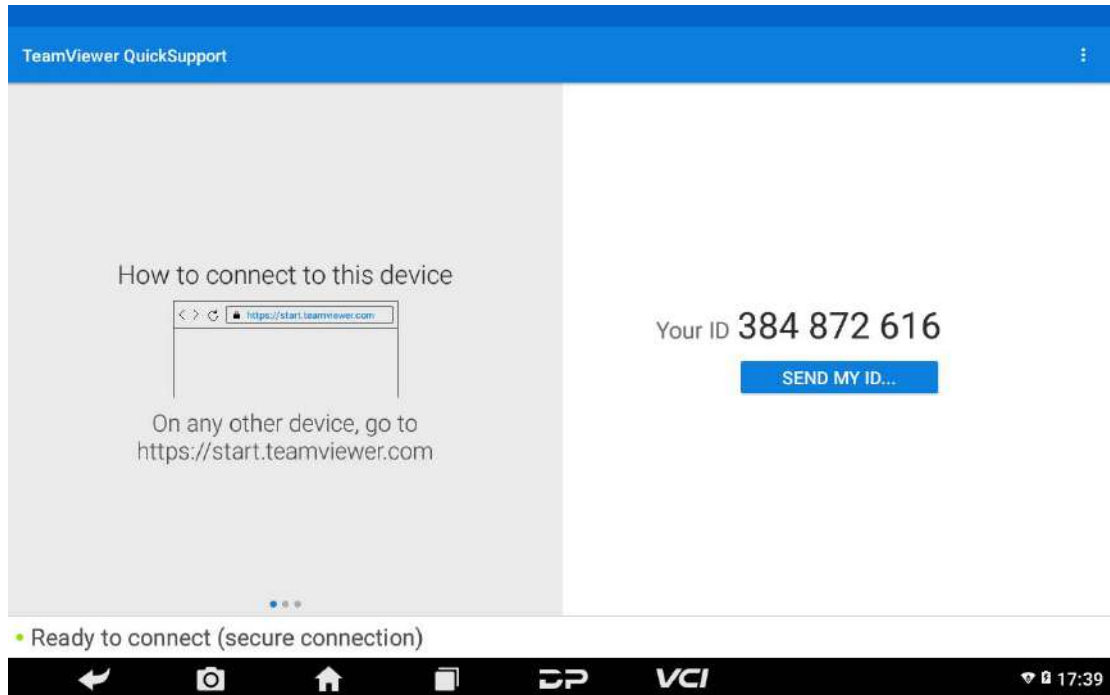 TeamViewer QuickSupport
How to connect to this device
https://start.teamviewer.com
On any other device, go to
https://start.teamviewer.com
Your ID 384 872 616
SEND MY ID...
Ready to connect (secure connection)
DP VCI 17:39